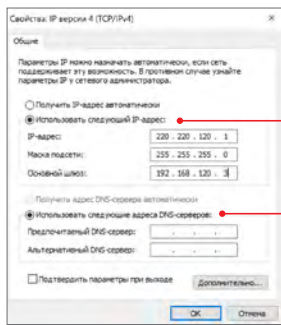 Свойства: IP версии 4 (TCP/IPv4)
Общие
Параметры IP можно назначать автоматически, если сеть
поддерживает эту возможность. В противном случае узнайте
параметры IP у сетевого администратора.
Получить IP-адрес автоматически
Использовать следующий IP-адрес:
IP-адрес: 220 . 220 . 120 . 1
Маска подсети: 255 . 255 . 255 . 0
Основной шлюз: 192 . 168 . 120 . 3
Получить адрес DNS-сервера автоматически
Использовать следующие адреса DNS-серверов:
Предпочитаемый DNS-сервер: . . .
Альтернативный DNS-сервер: . . .
Подтвердить параметры при выходе
Дополнительно...
ОК Отмена